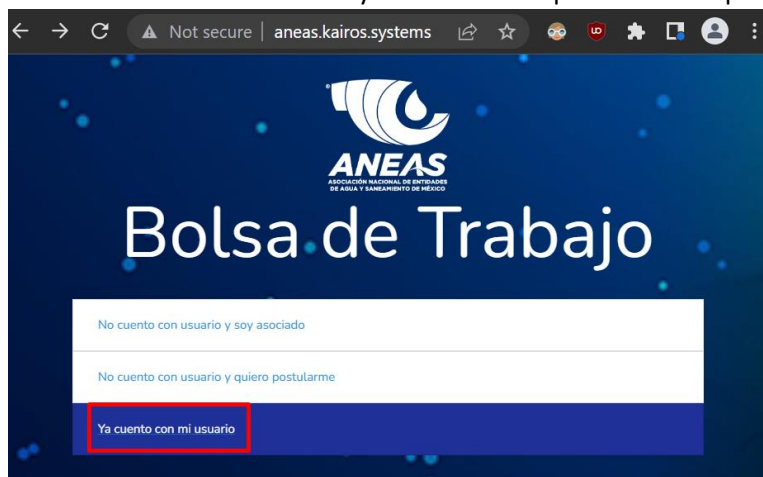 Not secure aneas.kairos.systems
ANEAS
ASOCIACIÓN NACIONAL DE ENTIDADES
DE AGUA Y SANEAMIENTO DE MÉXICO
Bolsa de Trabajo
No cuento con usuario y soy asociado
No cuento con usuario y quiero postularme
Ya cuento con mi usuario